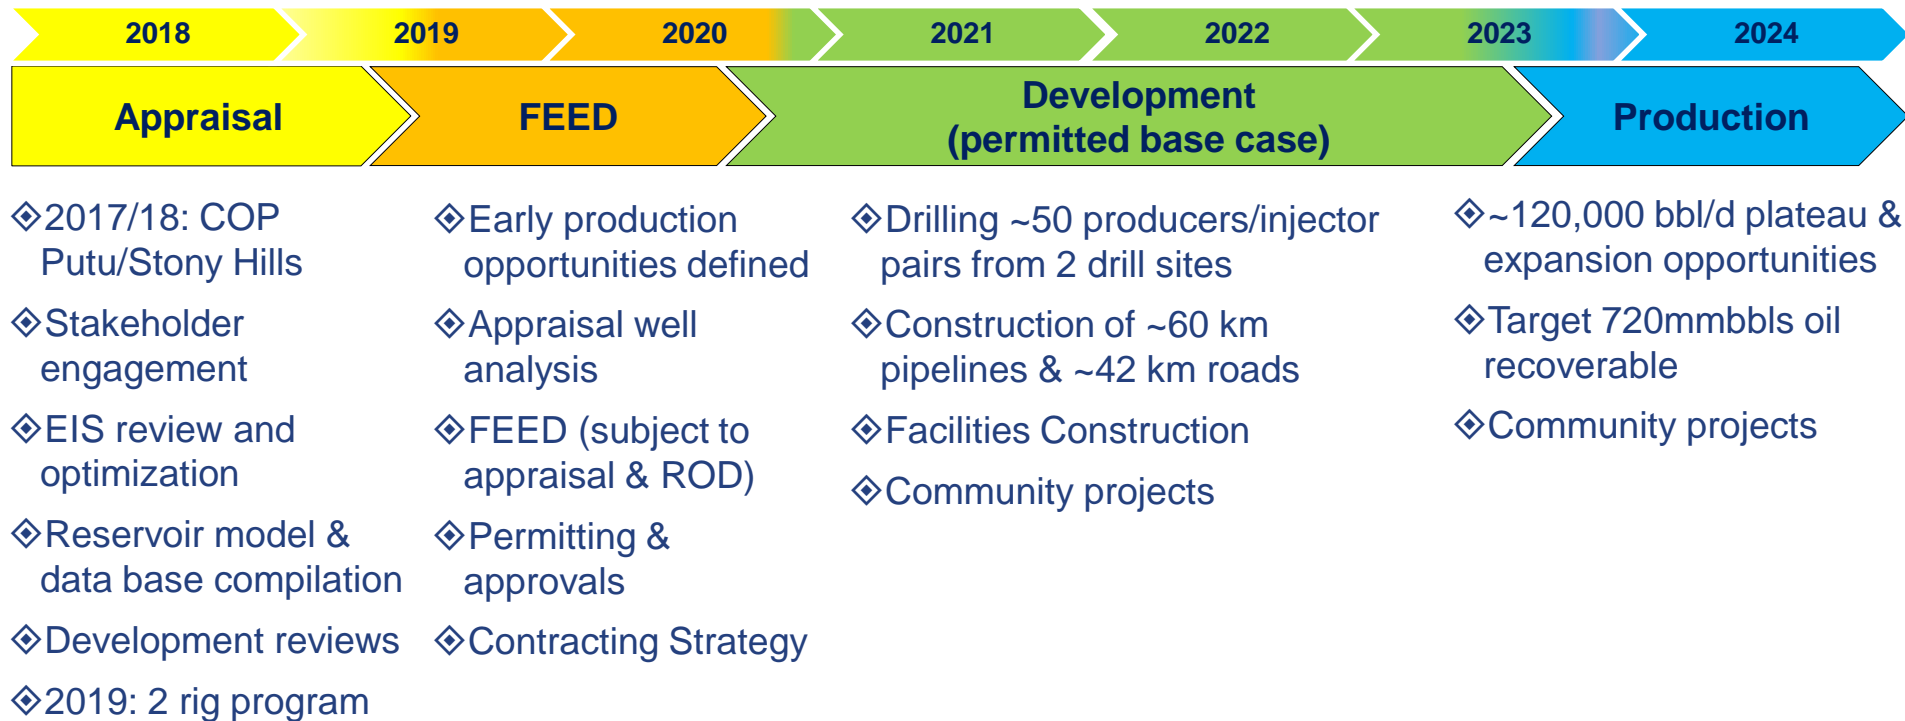 2018
2019
2020
2021
2022
2023
2024
Appraisal
FEED
Development
(permitted base case)
Production
2017/18: COP
Putu/Stony Hills
Stakeholder
engagement
EIS review and
optimization
Reservoir model &
data base compilation
Development reviews
2019: 2 rig program
Early production
opportunities defined
Appraisal well
analysis
FEED (subject to
appraisal & ROD)
Permitting &
approvals
Contracting Strategy
Drilling ~50 producers/injector
pairs from 2 drill sites
Construction of ~60 km
pipelines & ~42 km roads
Facilities Construction
Community projects
~120,000 bbl/d plateau &
expansion opportunities
Target 720mmbbls oil
recoverable
Community projects